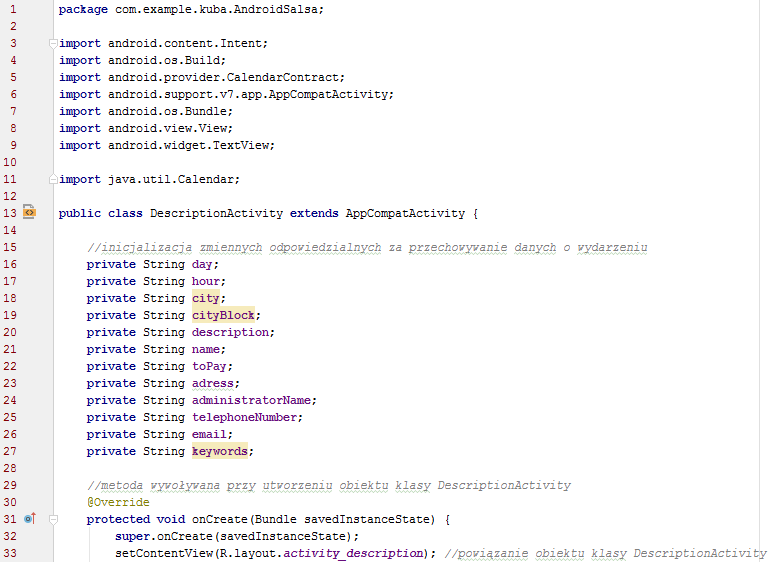 1 package com.example.kuba.AndroidSalsa;
2
3 import android.content.Intent;
4 import android.os.Build;
5 import android.provider.CalendarContract;
6 import android.support.v7.app.AppCompatActivity;
7 import android.os.Bundle;
8 import android.view.View;
9 import android.widget.TextView;
10
11 import java.util.Calendar;
12
13 public class DescriptionActivity extends AppCompatActivity {
14
15 //inicjalizacja zmiennych odpowiedzialnych za przechowywanie danych o wydarzeniu
16 private String day;
17 private String hour;
18 private String city;
19 private String cityBlock;
20 private String description;
21 private String name;
22 private String toPay;
23 private String adress;
24 private String administratorName;
25 private String telephoneNumber;
26 private String email;
27 private String keywords;
28
29 //metoda wywoływana przy utworzeniu obiektu klasy DescriptionActivity
30 @Override
31 protected void onCreate(Bundle savedInstanceState) {
32 super.onCreate(savedInstanceState);
33 setContentView(R.layout.activity_description); //powiązanie obiektu klasy DescriptionActivity